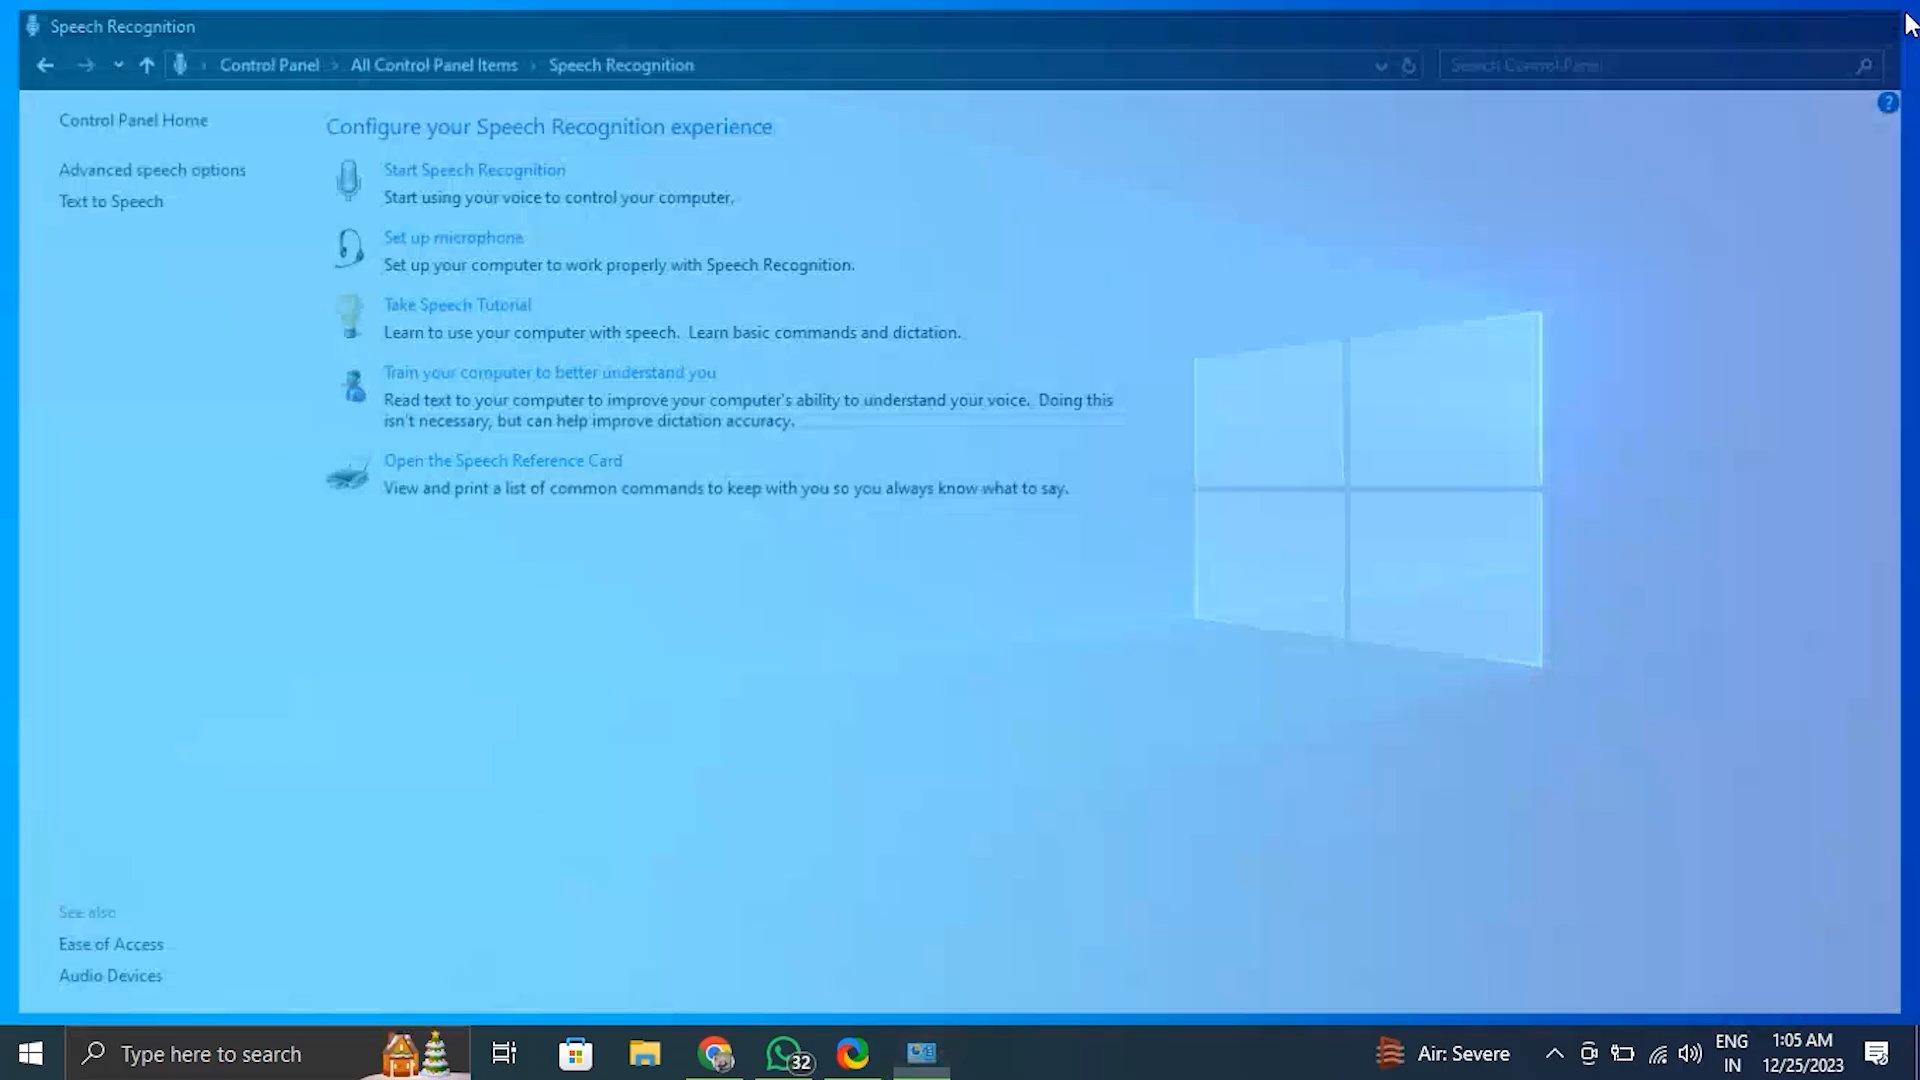 Speech Recognition
Control Panel
All Control Panel Items
Speech Recognition
Search Control Panel
Control Panel Home
Advanced speech options
Text to Speech
Configure your Speech Recognition experience
Start Speech Recognition
Start using your voice to control your computer.
Set up microphone
Set up your computer to work properly with Speech Recognition.
Take Speech Tutorial
Learn to use your computer with speech.  Learn basic commands and dictation.
Train your computer to better understand you
Read text to your computer to improve your computer's ability to understand your voice.  Doing this
isn't necessary, but can help improve dictation accuracy.
Open the Speech Reference Card
View and print a list of common commands to keep with you so you always know what to say.
See also
Ease of Access
Audio Devices
Type here to search
32
Air: Severe
ENG
IN
1:05 AM
12/25/2023